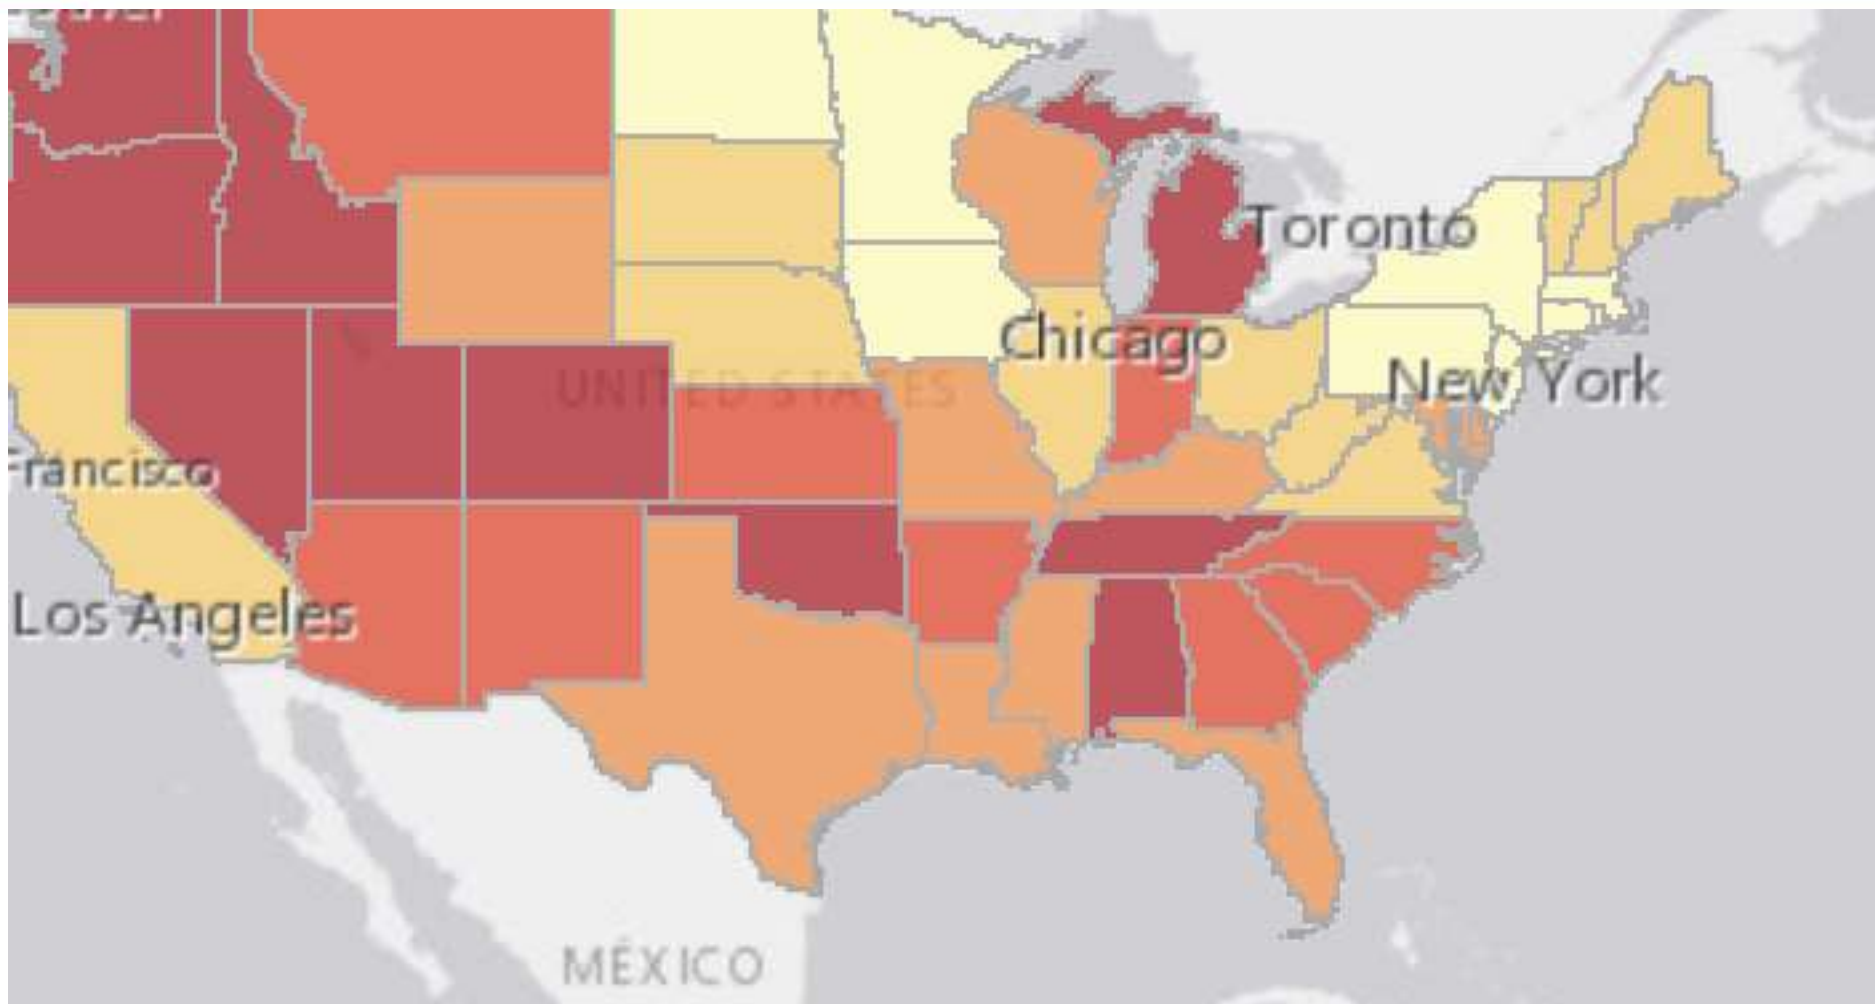 Toronto
Chicago
New York
UNITED STATES
Francisco
Los Angeles
MÉXICO